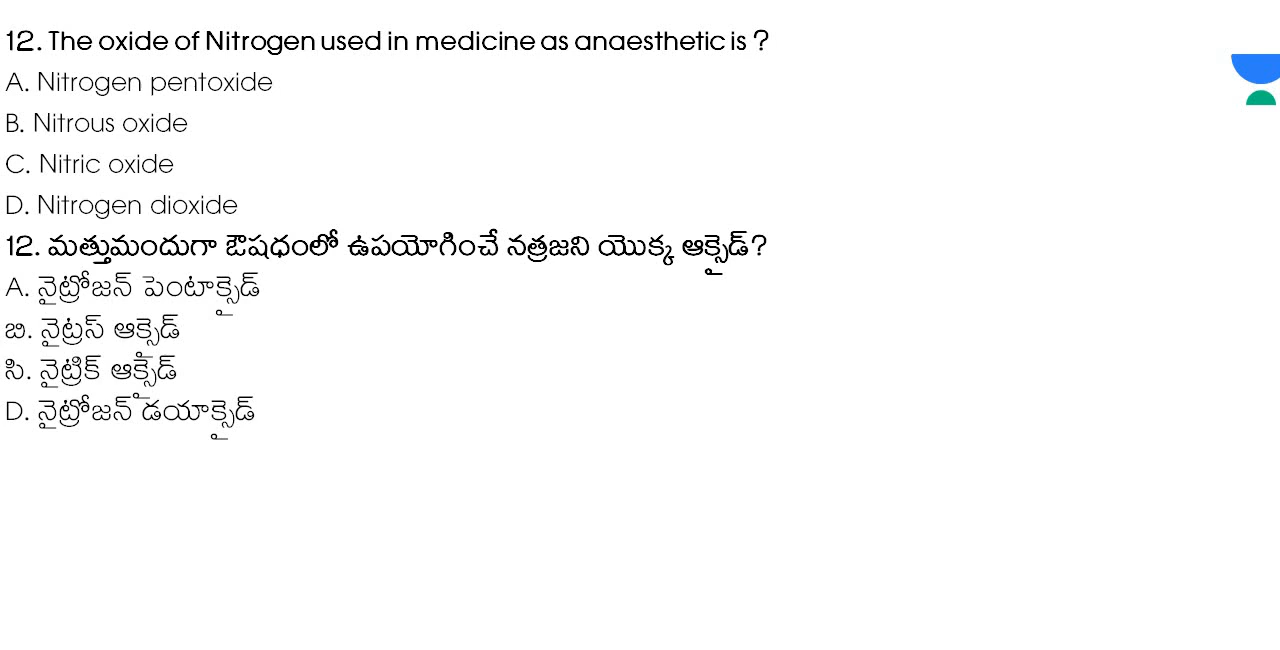 12. The oxide of Nitrogen used in medicine as anaesthetic is ?
A. Nitrogen pentoxide
B. Nitrous oxide
C. Nitric oxide
D. Nitrogen dioxide
12. మత్తుమందుగా ఔషధంలో ఉపయోగించే నత్రజని యొక్క ఆక్సైడ్?
A. నైట్రోజన్ పెంటాక్సైడ్
బి. నైట్రస్ ఆక్సైడ్
సి. నైట్రిక్ ఆక్సైడ్
D. నైట్రోజన్ డయాక్సైడ్